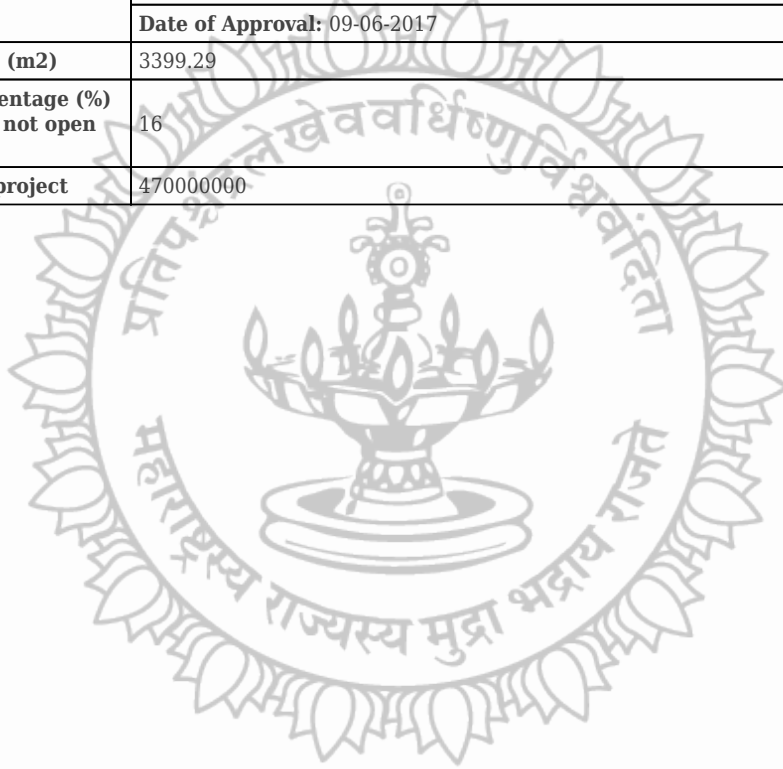 Date of Approval: 09-06-2017
(m2) 3399.29
entage (%)
not open 16
project 470000000
प्रतिपच्चंद्रलेखेववर्धिष्णुर्विश्ववंदिता
महाराष्ट्रस्य राज्यस्य मुद्रा भद्राय राजते